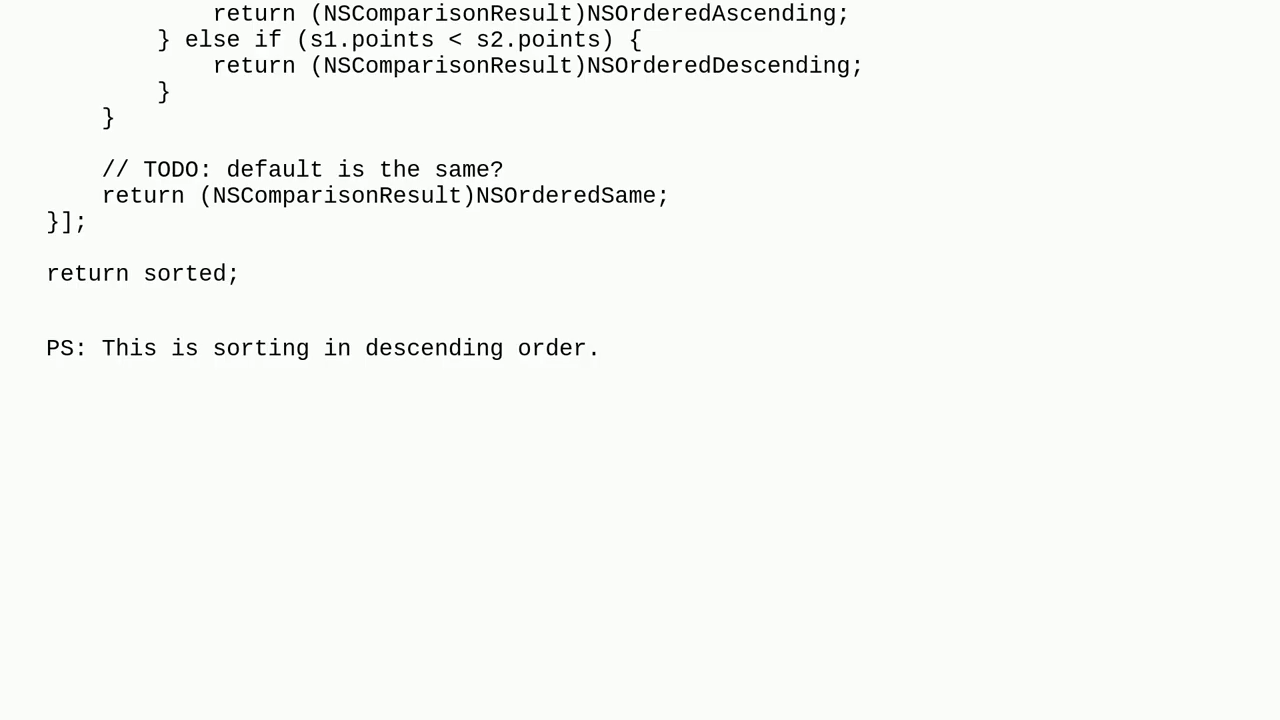 return (NSComparisonResult)NSOrderedAscending;
} else if (s1.points < s2.points) {
return (NSComparisonResult)NSOrderedDescending;
}
}
// TODO: default is the same?
return (NSComparisonResult)NSOrderedSame;
}];
return sorted;
PS: This is sorting in descending order.